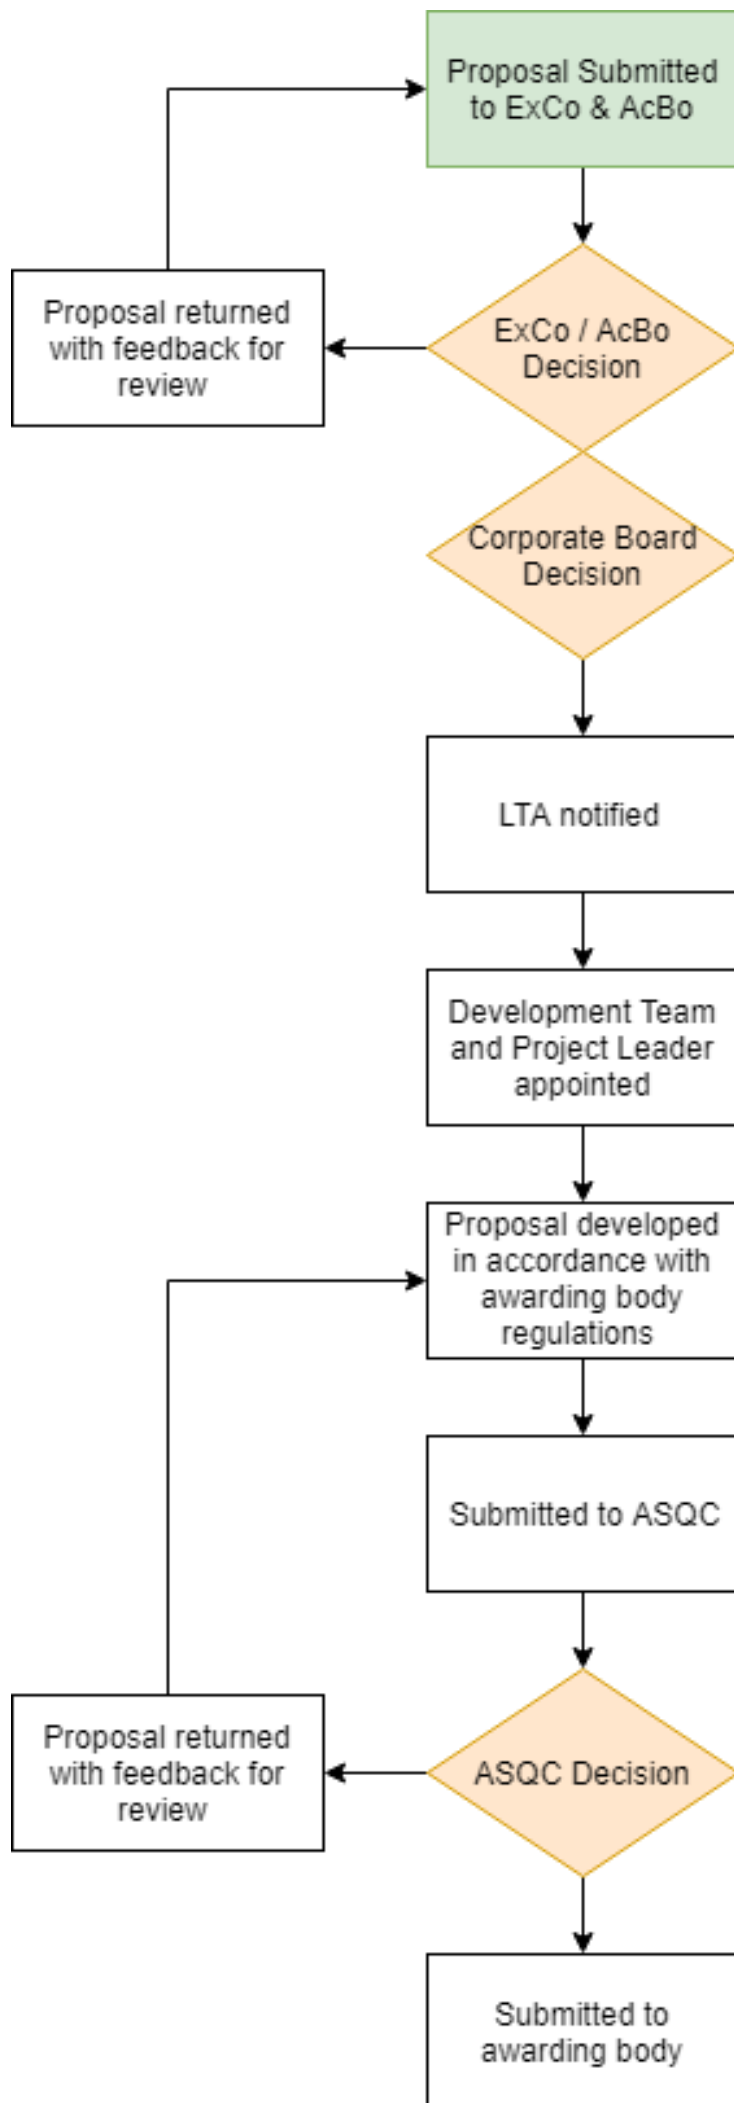 Proposal Submitted
to ExCo & AcBo
Proposal returned
with feedback for
review
ExCo / AcBo
Decision
Corporate Board
Decision
LTA notified
Development Team
and Project Leader
appointed
Proposal developed
in accordance with
awarding body
regulations
Submitted to ASQC
Proposal returned
with feedback for
review
ASQC Decision
Submitted to
awarding body